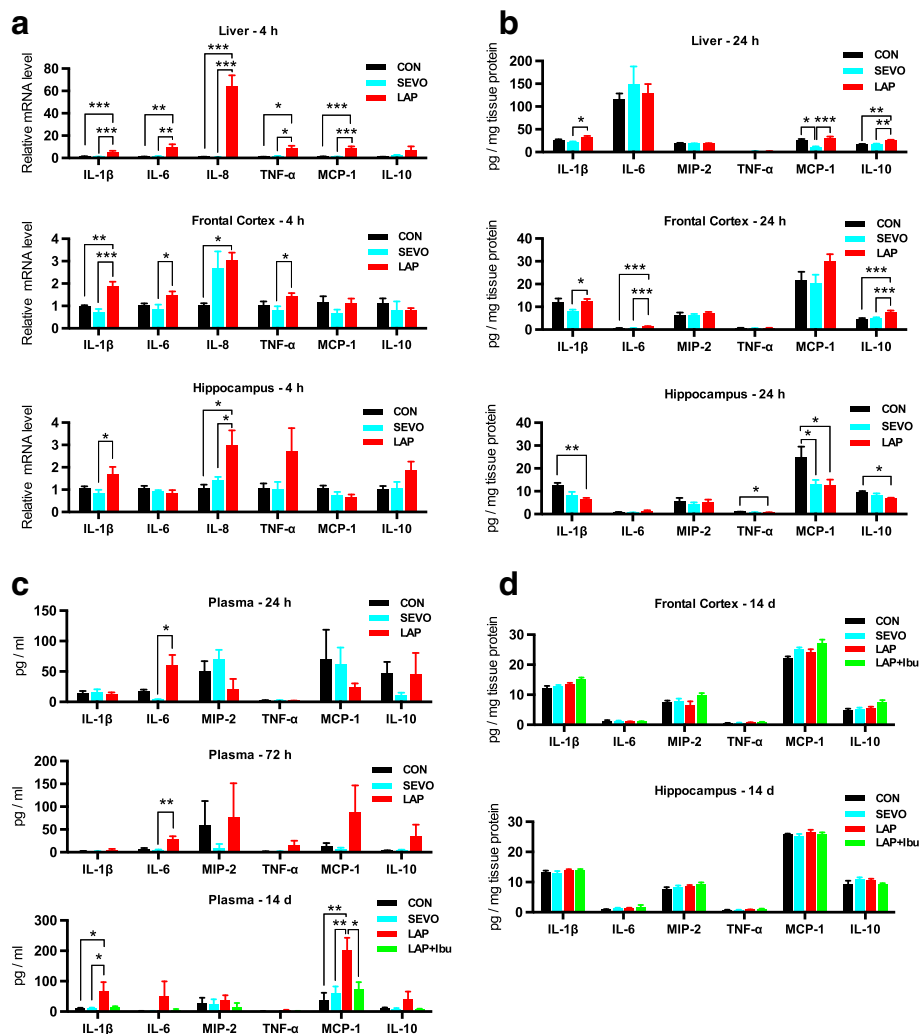 a
Liver - 4 h
Relative mRNA level
80
60
40
20
0
CON
SEVO
LAP
*** *** ** ** *** *** * * *** ***
IL-1β IL-6 IL-8 TNF-α MCP-1 IL-10
Frontal Cortex - 4 h
Relative mRNA level
4
3
2
1
0
CON
SEVO
LAP
** *** * * *
IL-1β IL-6 IL-8 TNF-α MCP-1 IL-10
Hippocampus - 4 h
Relative mRNA level
4
3
2
1
0
CON
SEVO
LAP
* * *
IL-1β IL-6 IL-8 TNF-α MCP-1 IL-10
b
Liver - 24 h
pg / mg tissue protein
200
150
100
50
0
CON
SEVO
LAP
* * *** ** **
IL-1β IL-6 MIP-2 TNF-α MCP-1 IL-10
Frontal Cortex - 24 h
pg / mg tissue protein
40
30
20
10
0
CON
SEVO
LAP
* *** *** *** ***
IL-1β IL-6 MIP-2 TNF-α MCP-1 IL-10
Hippocampus - 24 h
pg / mg tissue protein
40
30
20
10
0
CON
SEVO
LAP
** * * * *
IL-1β IL-6 MIP-2 TNF-α MCP-1 IL-10
c
Plasma - 24 h
pg / ml
150
100
50
0
CON
SEVO
LAP
*
IL-1β IL-6 MIP-2 TNF-α MCP-1 IL-10
Plasma - 72 h
pg / ml
150
100
50
0
CON
SEVO
LAP
**
IL-1β IL-6 MIP-2 TNF-α MCP-1 IL-10
Plasma - 14 d
pg / ml
300
200
100
0
CON
SEVO
LAP
LAP+Ibu
* * ** ** *
IL-1β IL-6 MIP-2 TNF-α MCP-1 IL-10
d
Frontal Cortex - 14 d
pg / mg tissue protein
30
20
10
0
CON
SEVO
LAP
LAP+Ibu
IL-1β IL-6 MIP-2 TNF-α MCP-1 IL-10
Hippocampus - 14 d
pg / mg tissue protein
30
20
10
0
CON
SEVO
LAP
LAP+Ibu
IL-1β IL-6 MIP-2 TNF-α MCP-1 IL-10